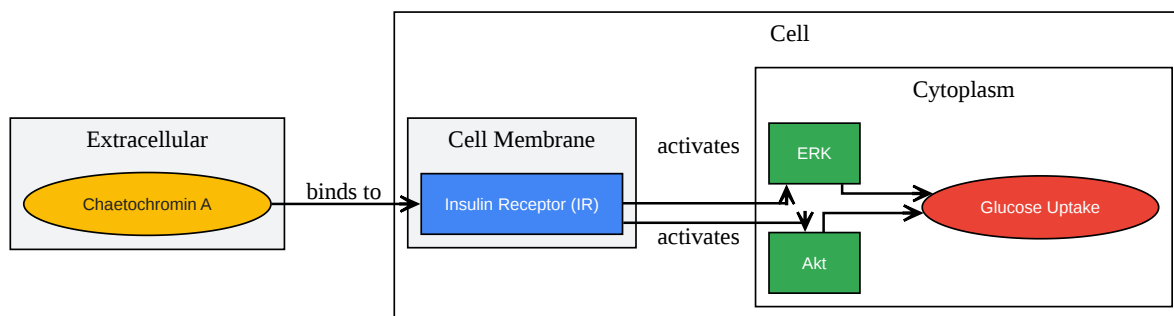 Cell
Extracellular
Chaetochromin A
binds to
Cell Membrane
Insulin Receptor (IR)
activates
activates
Cytoplasm
ERK
Akt
Glucose Uptake